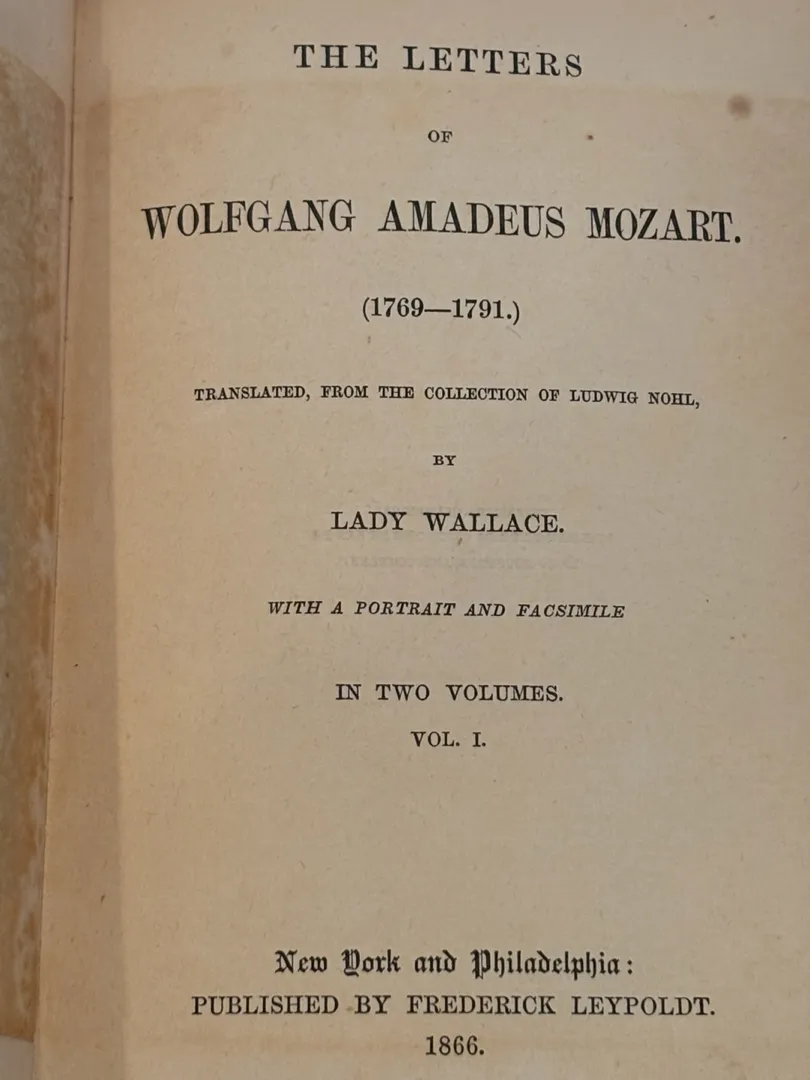 THE LETTERS
OF
WOLFGANG AMADEUS MOZART.
(1769—1791.)
TRANSLATED, FROM THE COLLECTION OF LUDWIG NOHL,
BY
LADY WALLACE.
WITH A PORTRAIT AND FACSIMILE
IN TWO VOLUMES.
VOL. I.
New York and Philadelphia:
PUBLISHED BY FREDERICK LEYPOLDT.
1866.